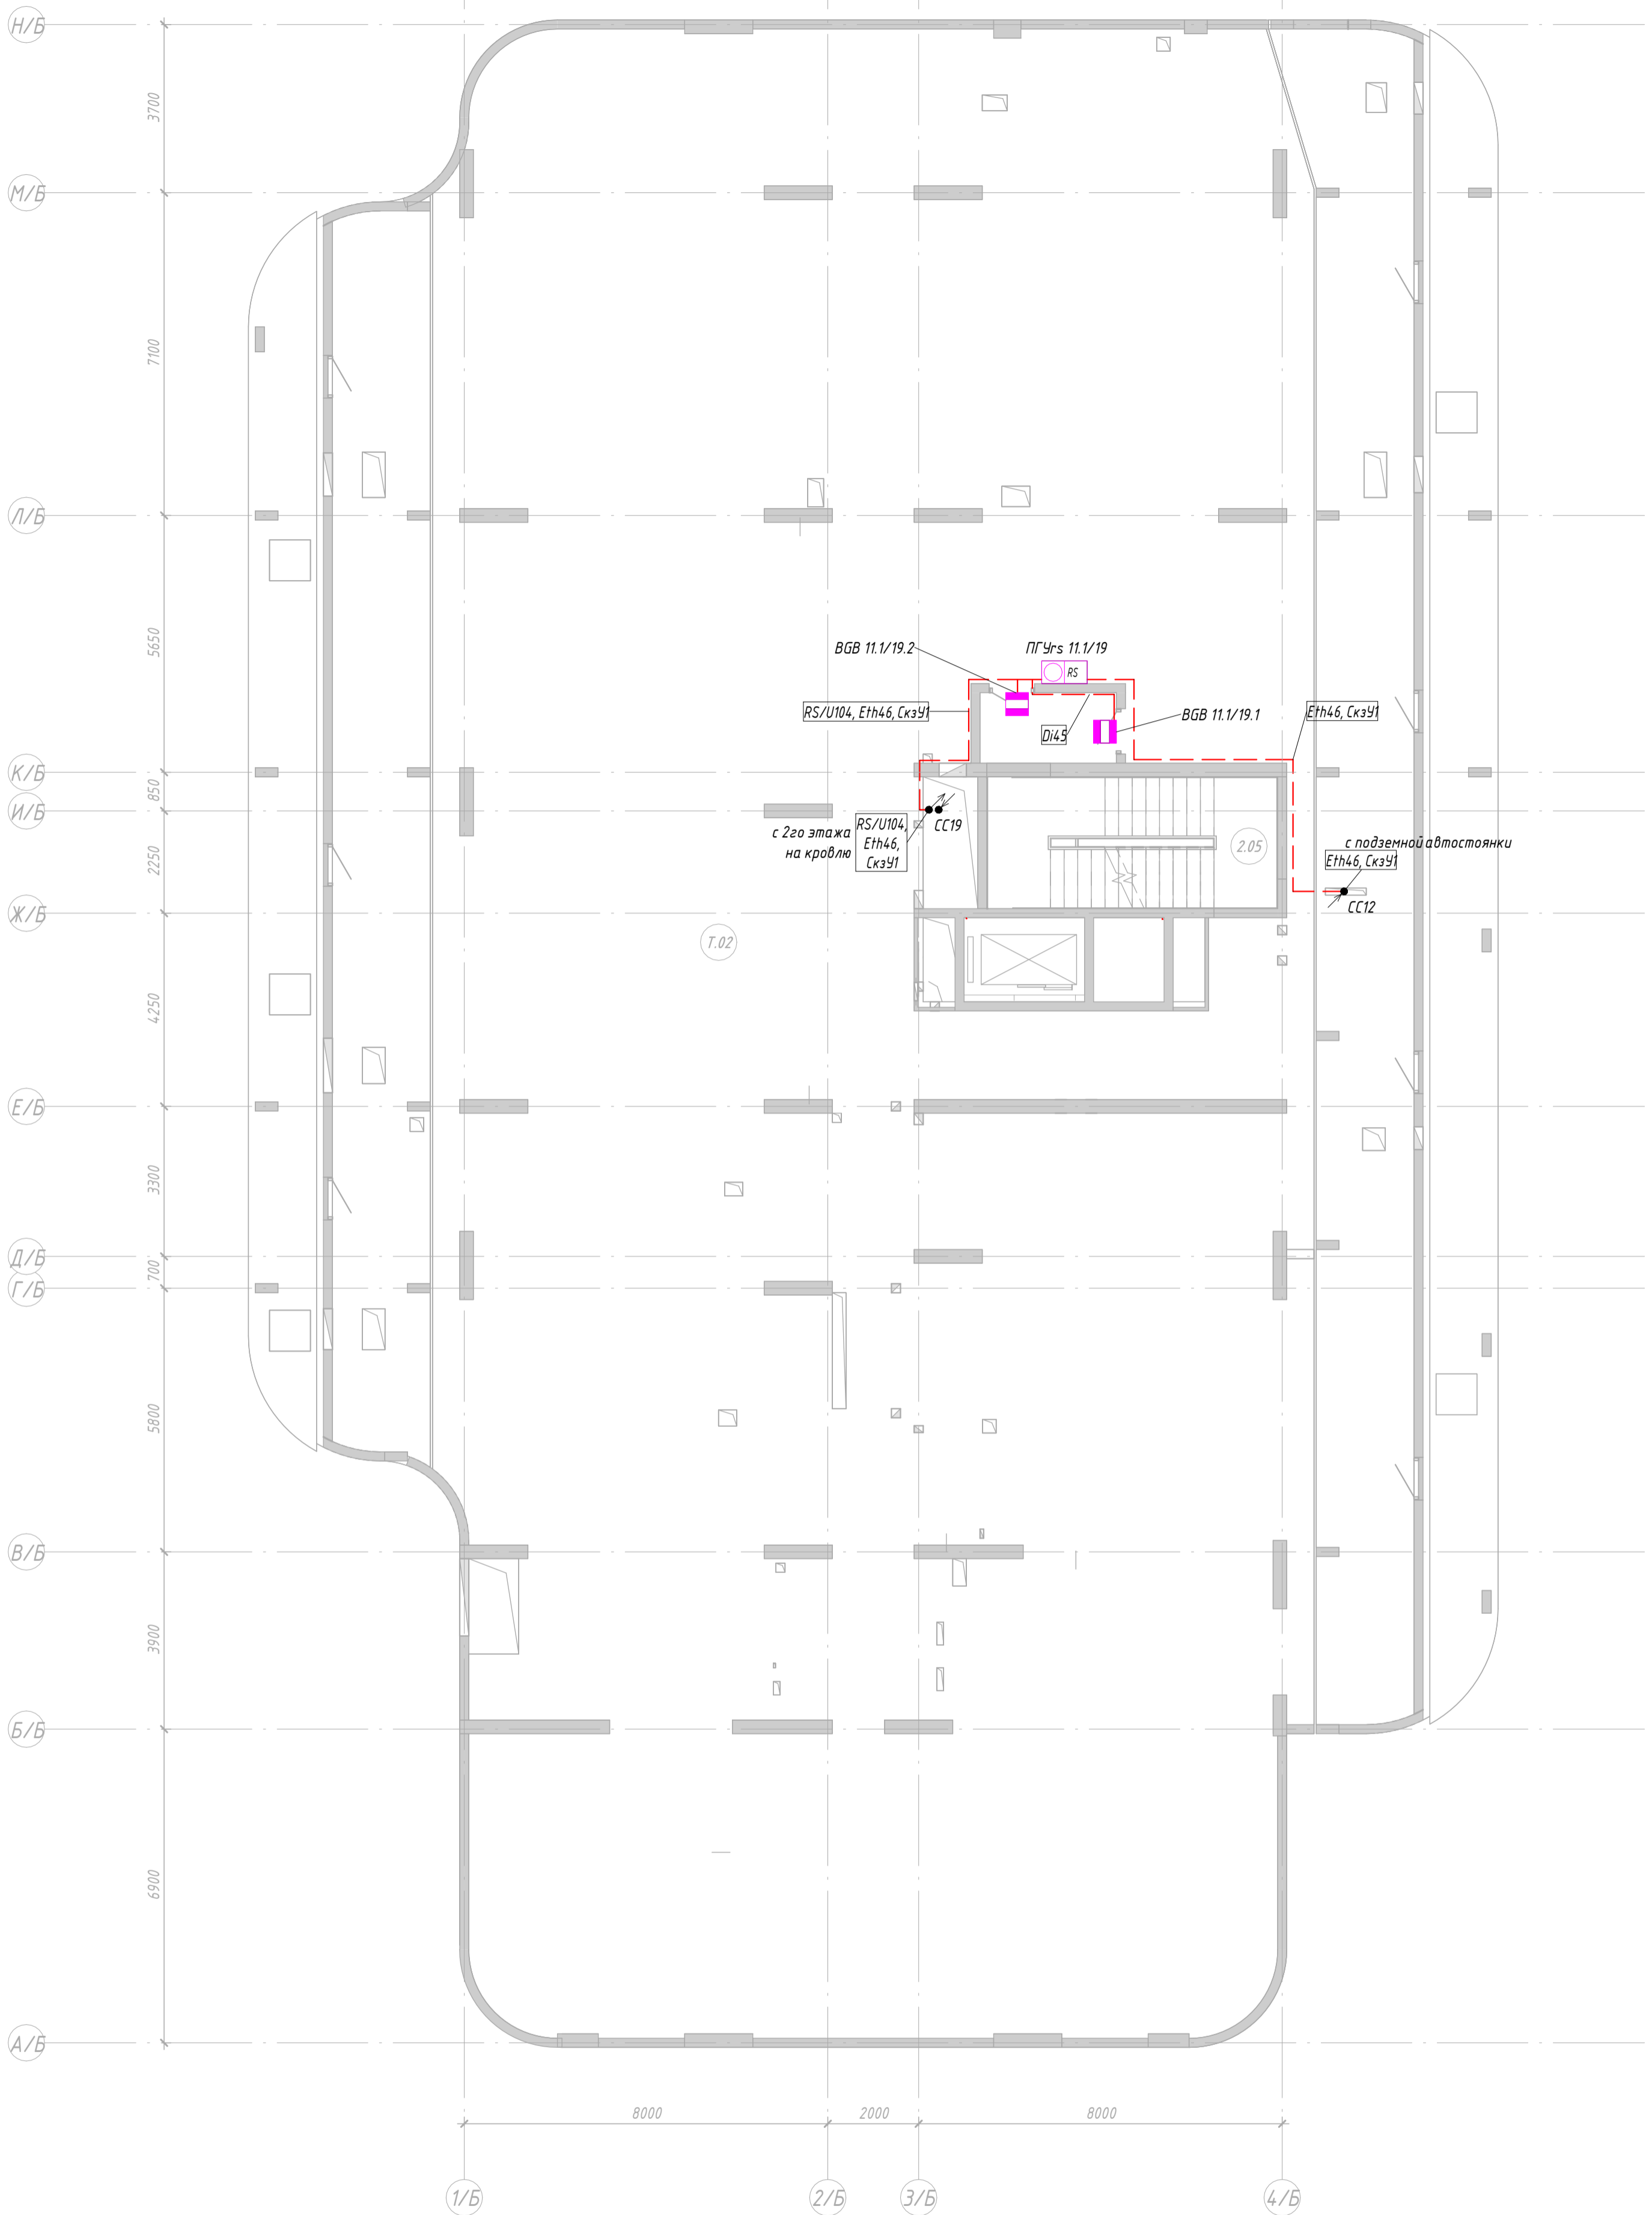 Н/Б
3700
М/Б
7100
Л/Б
5650
BGB 11.1/19.2
ПГУrs 11.1/19
RS
RS/U104, Eth46, СкзУ1
BGB 11.1/19.1
Eth46, СкзУ1
Di45
К/Б
850
И/Б
с 2го этажа
на кровлю
RS/U104,
Eth46,
СкзУ1
СС19
2.05
с подземной автостоянки
Eth46, СкзУ1
СС12
2250
Ж/Б
Т.02
4250
Е/Б
3300
Д/Б
700
Г/Б
5800
В/Б
3900
Б/Б
6900
А/Б
8000
2000
8000
1/Б
2/Б
3/Б
4/Б